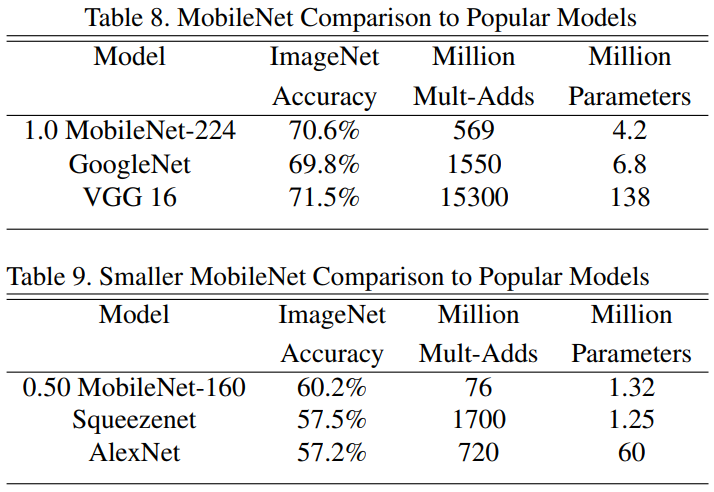 Table 8. MobileNet Comparison to Popular Models
Model ImageNet Million Million
Accuracy Mult-Adds Parameters
1.0 MobileNet-224 70.6% 569 4.2
GoogleNet 69.8% 1550 6.8
VGG 16 71.5% 15300 138
Table 9. Smaller MobileNet Comparison to Popular Models
Model ImageNet Million Million
Accuracy Mult-Adds Parameters
0.50 MobileNet-160 60.2% 76 1.32
Squeezenet 57.5% 1700 1.25
AlexNet 57.2% 720 60